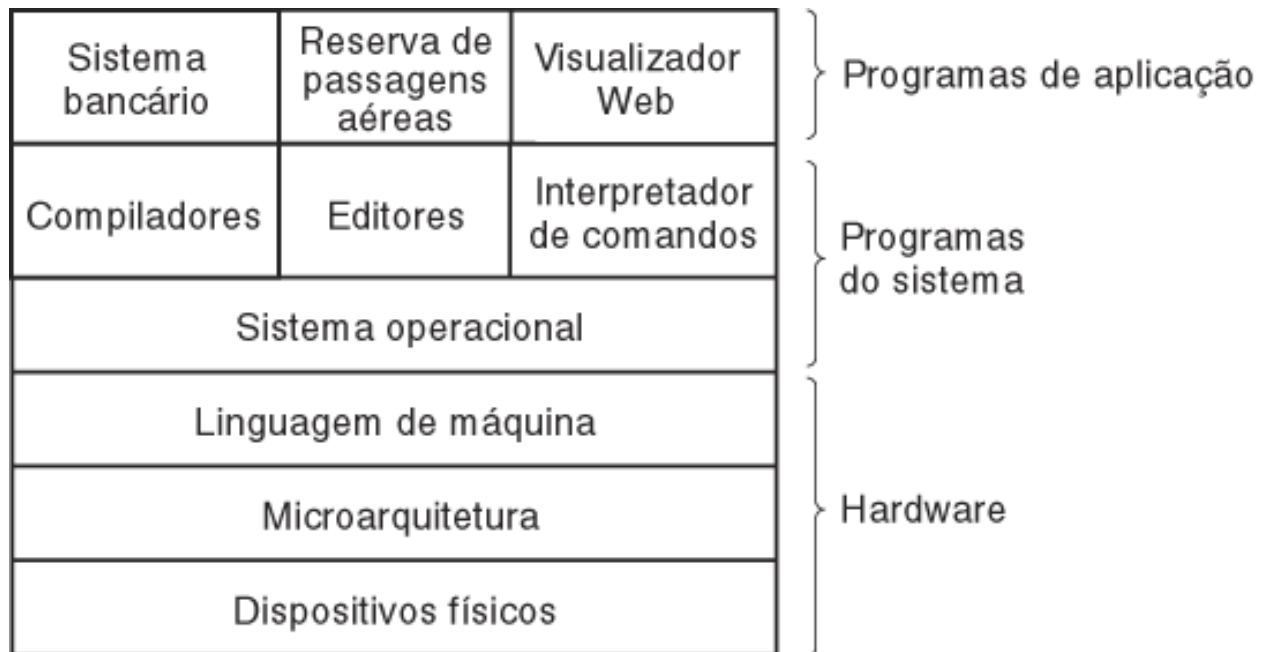 Sistema
bancário
Reserva de
passagens
aéreas
Visualizador
Web
Programas de aplicação
Compiladores
Editores
Interpretador
de comandos
Programas
do sistema
Sistema operacional
Linguagem de máquina
Microarquitetura
Hardware
Dispositivos físicos